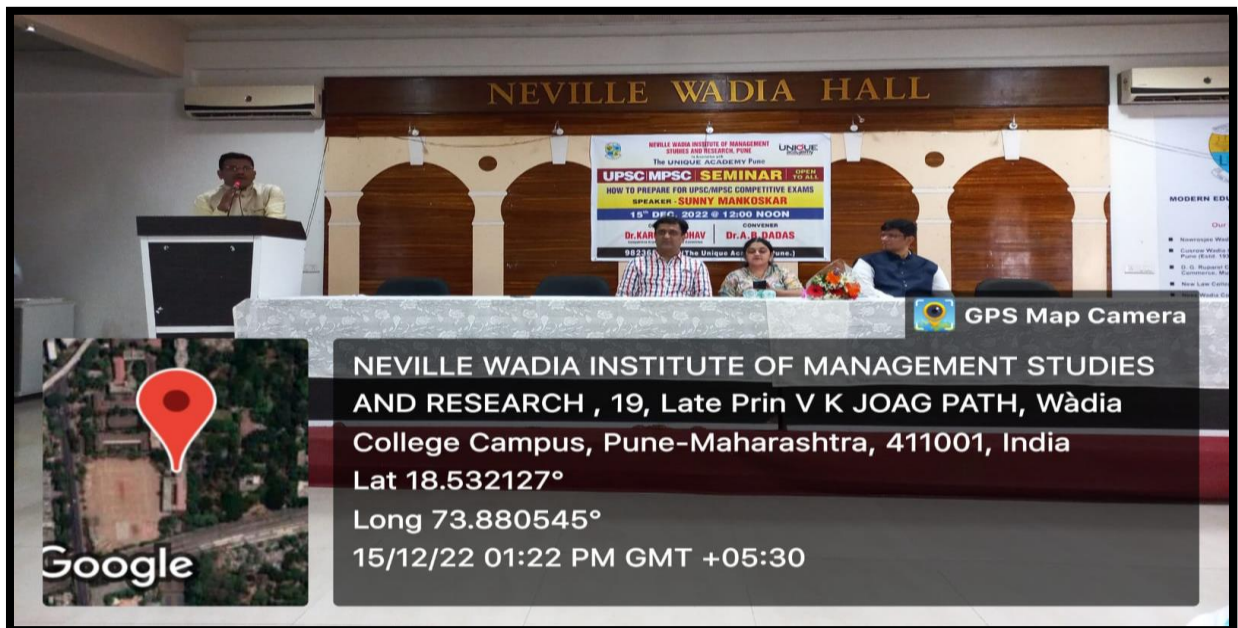 NEVILLE WADIA HALL
NEVILLE WADIA INSTITUTE OF MANAGEMENT
STUDIES AND RESEARCH, PUNE
The UNIQUE ACADEMY Pune
UNIQUE
ACADEMY
UPSC MPSC SEMINAR OPEN
TO ALL
HOW TO PREPARE FOR UPSC/MPSC COMPETITIVE EXAMS
SPEAKER - SUNNY MANKOSKAR
15th DEC. 2022 @ 12:00 NOON
CONVENER
Dr.A.B.DADAS
MODERN EDU
Our
GPS Map Camera
NEVILLE WADIA INSTITUTE OF MANAGEMENT STUDIES
AND RESEARCH , 19, Late Prin V K JOAG PATH, Wàdia
College Campus, Pune-Maharashtra, 411001, India
Lat 18.532127°
Long 73.880545°
15/12/22 01:22 PM GMT +05:30
Google